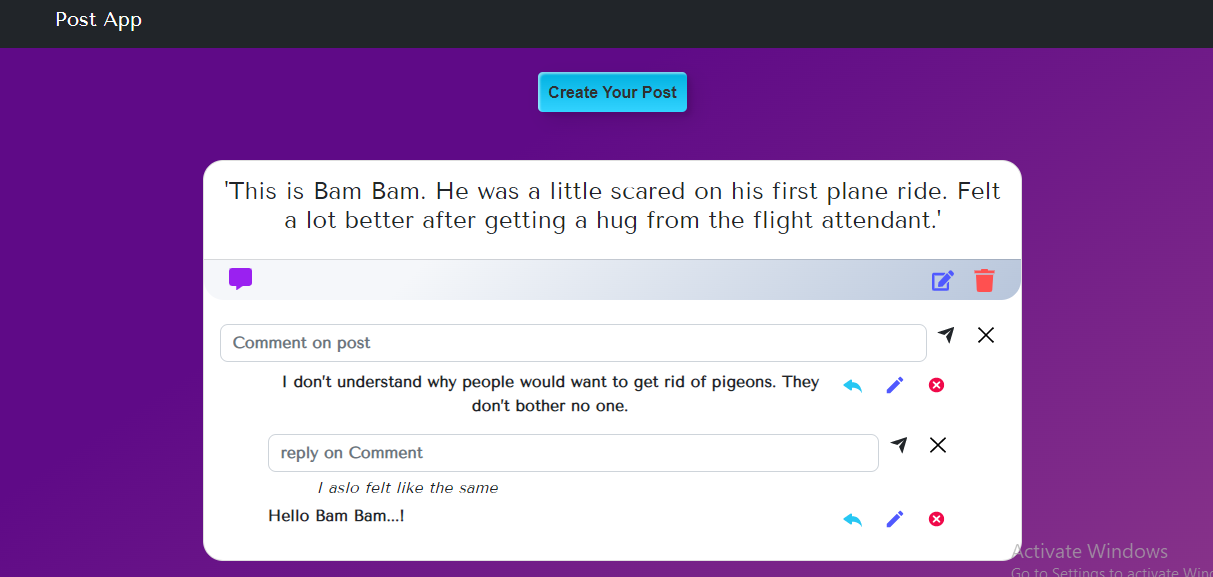 Post App
Create Your Post
'This is Bam Bam. He was a little scared on his first plane ride. Felt
a lot better after getting a hug from the flight attendant.'
Comment on post
I don't understand why people would want to get rid of pigeons. They
don't bother no one.
reply on Comment
I aslo felt like the same
Hello Bam Bam...!
Activate Windows
Go to Settings to activate Win